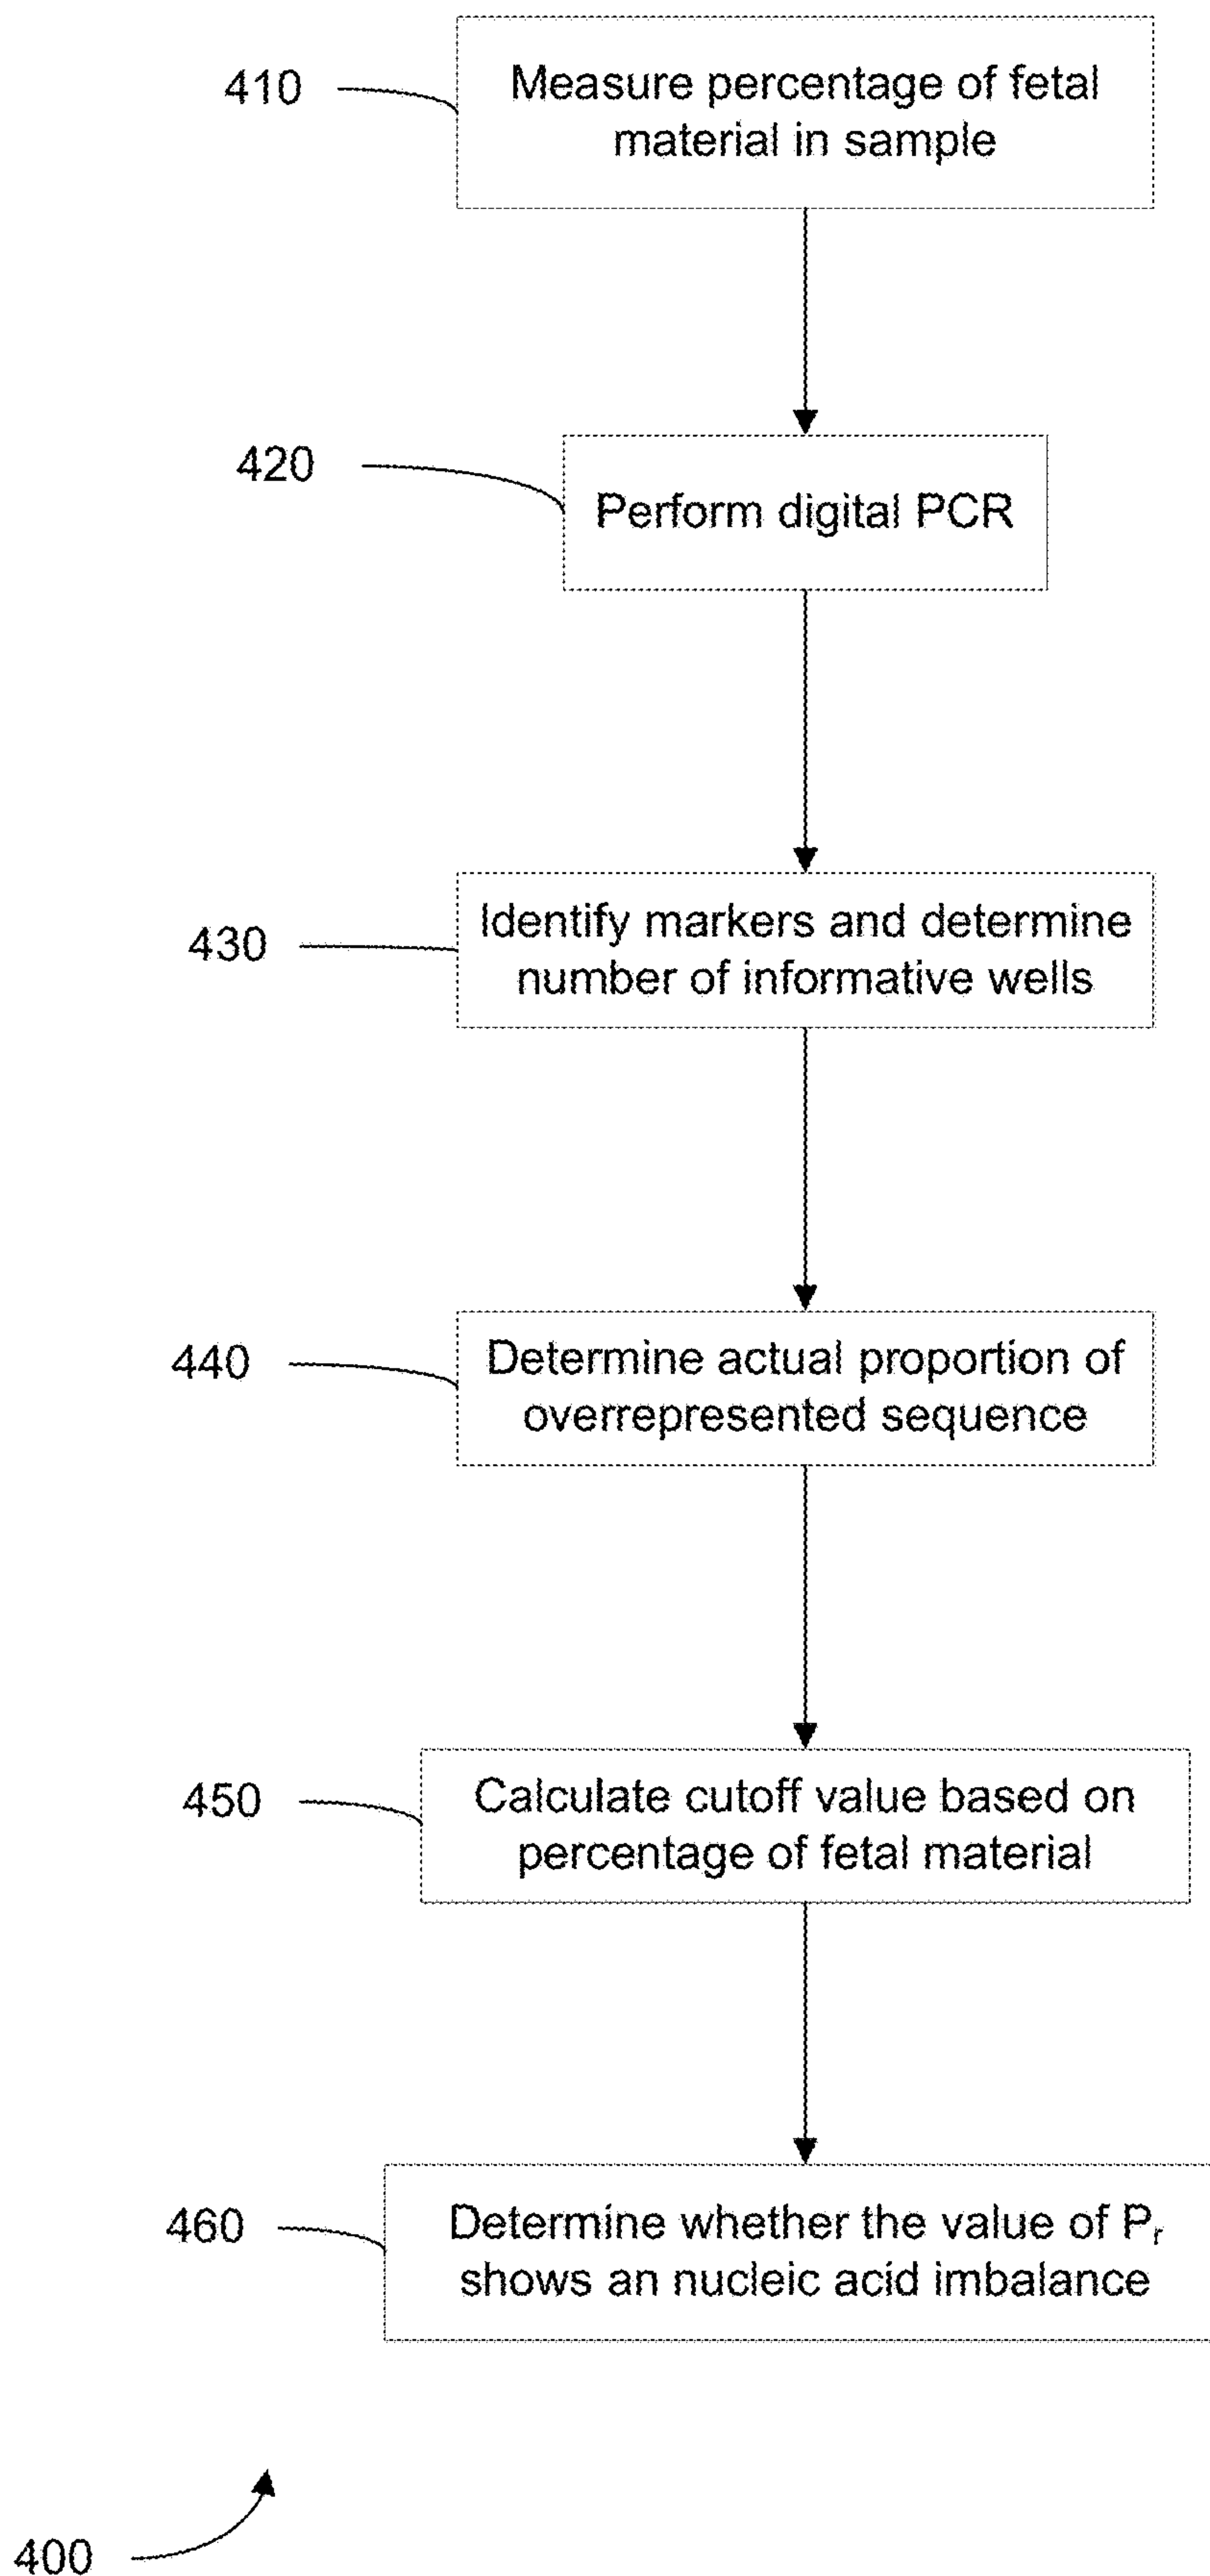 410
Measure percentage of fetal
material in sample
420
Perform digital PCR
430
Identify markers and determine
number of informative wells
440
Determine actual proportion of
overrepresented sequence
450
Calculate cutoff value based on
percentage of fetal material
460
Determine whether the value of Pᵣ
shows an nucleic acid imbalance
400